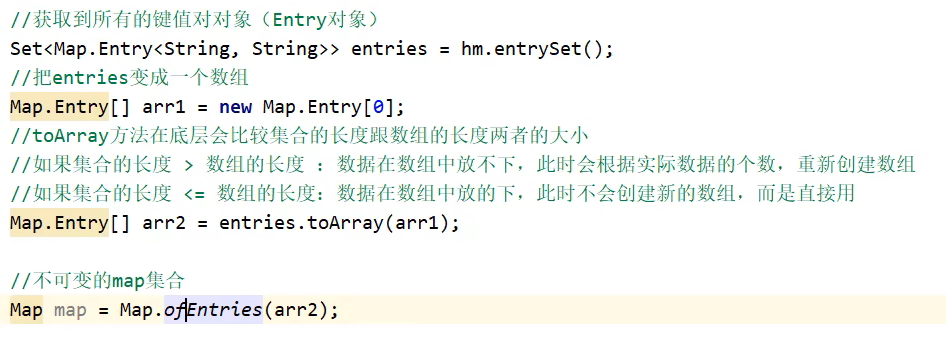 //获取到所有的键值对对象（Entry对象）
Set<Map.Entry<String, String>> entries = hm.entrySet();
//把entries变成一个数组
Map.Entry[] arr1 = new Map.Entry[0];
//toArray方法在底层会比较集合的长度跟数组的长度两者的大小
//如果集合的长度 > 数组的长度 ：数据在数组中放不下，此时会根据实际数据的个数，重新创建数组
//如果集合的长度 <= 数组的长度：数据在数组中放的下，此时不会创建新的数组，而是直接用
Map.Entry[] arr2 = entries.toArray(arr1);
//不可变的map集合
Map map = Map.ofEntries(arr2);